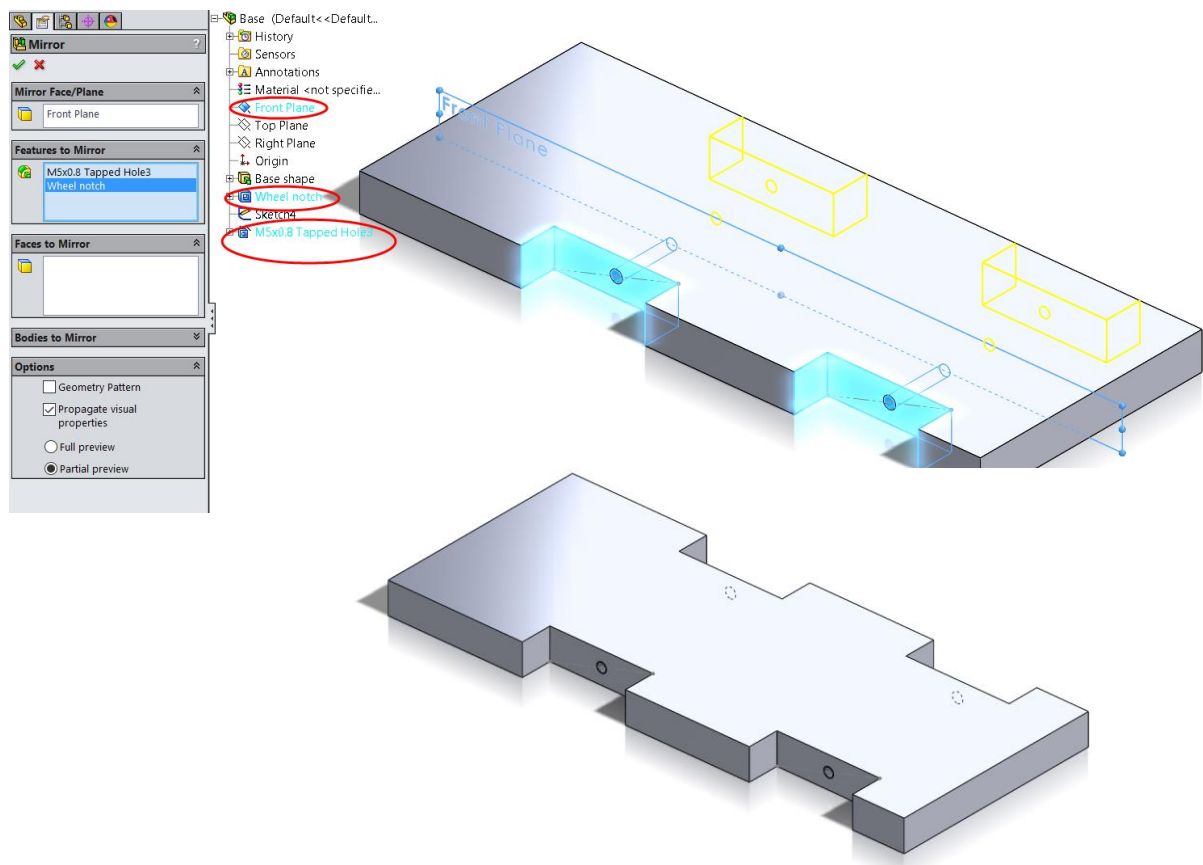 Mirror
?
Mirror Face/Plane
Front Plane
Features to Mirror
M5x0.8 Tapped Hole3
Wheel notch
Faces to Mirror
Bodies to Mirror
Options
Geometry Pattern
Propagate visual
properties
Full preview
Partial preview
Base (Default<<Default...
History
Sensors
Annotations
Material <not specifie...
Front Plane
Top Plane
Right Plane
Origin
Base shape
Wheel notch
Sketch4
M5x0.8 Tapped Hole3
Front Plane